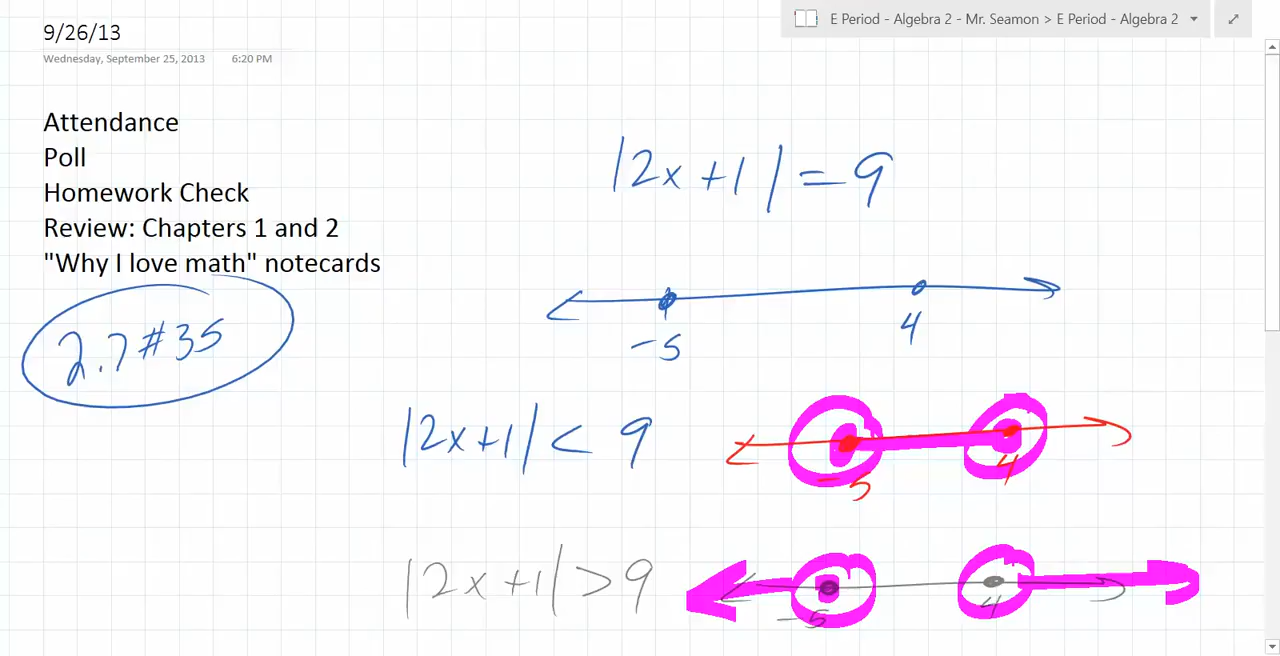 E Period - Algebra 2 - Mr. Seamon > E Period - Algebra 2
9/26/13
Wednesday, September 25, 2013 6:20 PM
Attendance
Poll
Homework Check
Review: Chapters 1 and 2
"Why I love math" notecards
|2x+1|=9
-5 4
2.7#35
|2x+1|<9
-5 4
|2x+1|>9
-5 4